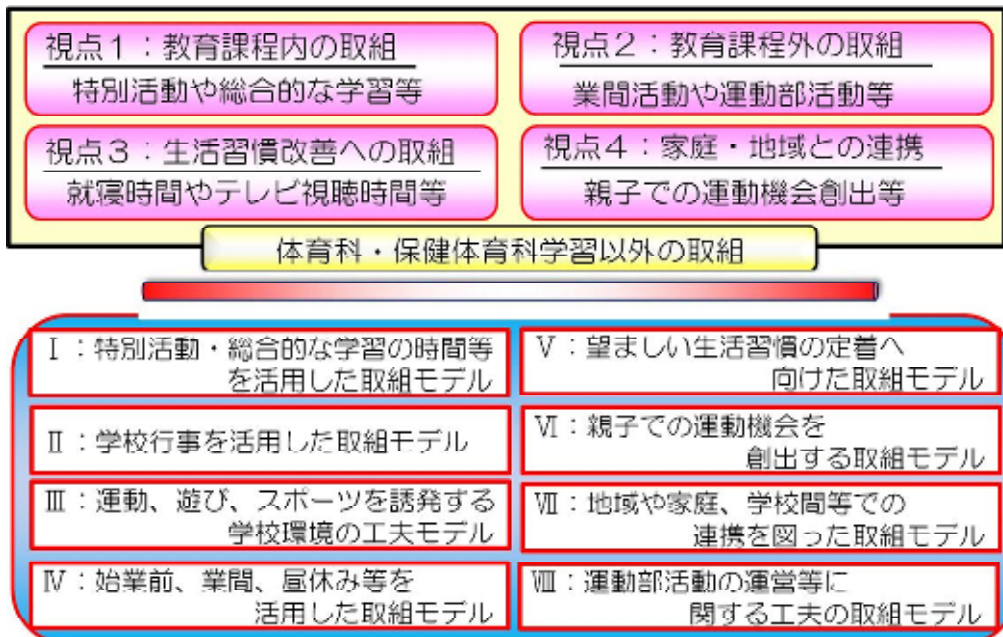 視点1：教育課程内の取組
特別活動や総合的な学習等
視点2：教育課程外の取組
業間活動や運動部活動等
視点3：生活習慣改善への取組
就寝時間やテレビ視聴時間等
視点4：家庭・地域との連携
親子での運動機会創出等
体育科・保健体育科学習以外の取組
Ⅰ：特別活動・総合的な学習の時間等
を活用した取組モデル
Ⅱ：学校行事を活用した取組モデル
Ⅲ：運動、遊び、スポーツを誘発する
学校環境の工夫モデル
Ⅳ：始業前、業間、昼休み等を
活用した取組モデル
Ⅴ：望ましい生活習慣の定着へ
向けた取組モデル
Ⅵ：親子での運動機会を
創出する取組モデル
Ⅶ：地域や家庭、学校間等での
連携を図った取組モデル
Ⅷ：運動部活動の運営等に
関する工夫の取組モデル